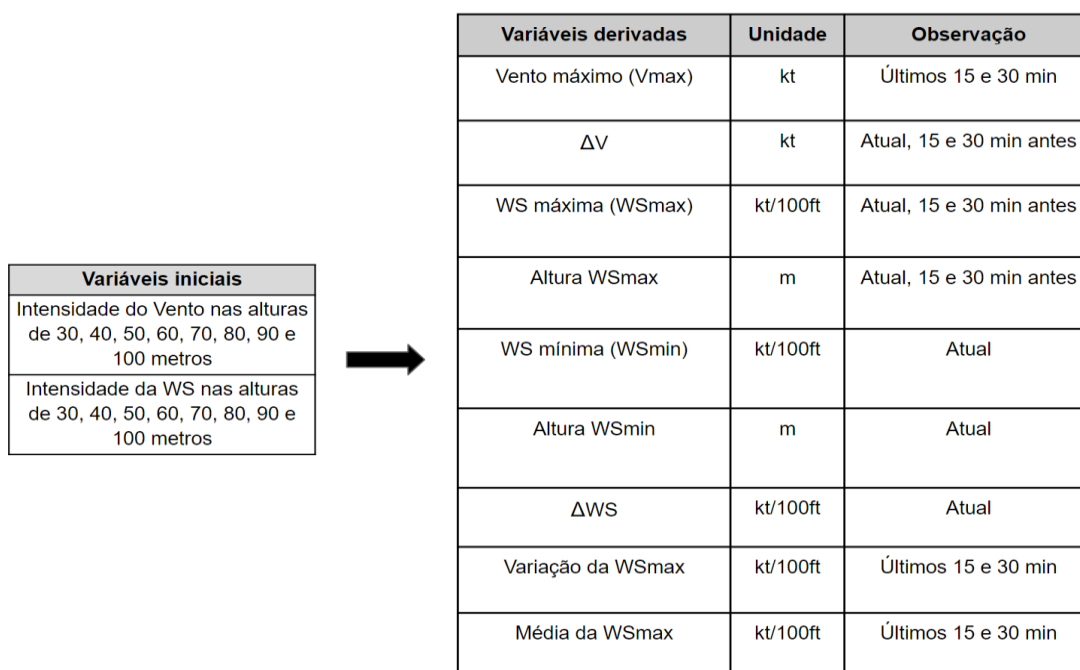 Variáveis iniciais
Intensidade do Vento nas alturas
de 30, 40, 50, 60, 70, 80, 90 e
100 metros
Intensidade da WS nas alturas
de 30, 40, 50, 60, 70, 80, 90 e
100 metros
Variáveis derivadas Unidade Observação
Vento máximo (Vmax) kt Últimos 15 e 30 min
ΔV kt Atual, 15 e 30 min antes
WS máxima (WSmax) kt/100ft Atual, 15 e 30 min antes
Altura WSmax m Atual, 15 e 30 min antes
WS mínima (WSmin) kt/100ft Atual
Altura WSmin m Atual
ΔWS kt/100ft Atual
Variação da WSmax kt/100ft Últimos 15 e 30 min
Média da WSmax kt/100ft Últimos 15 e 30 min